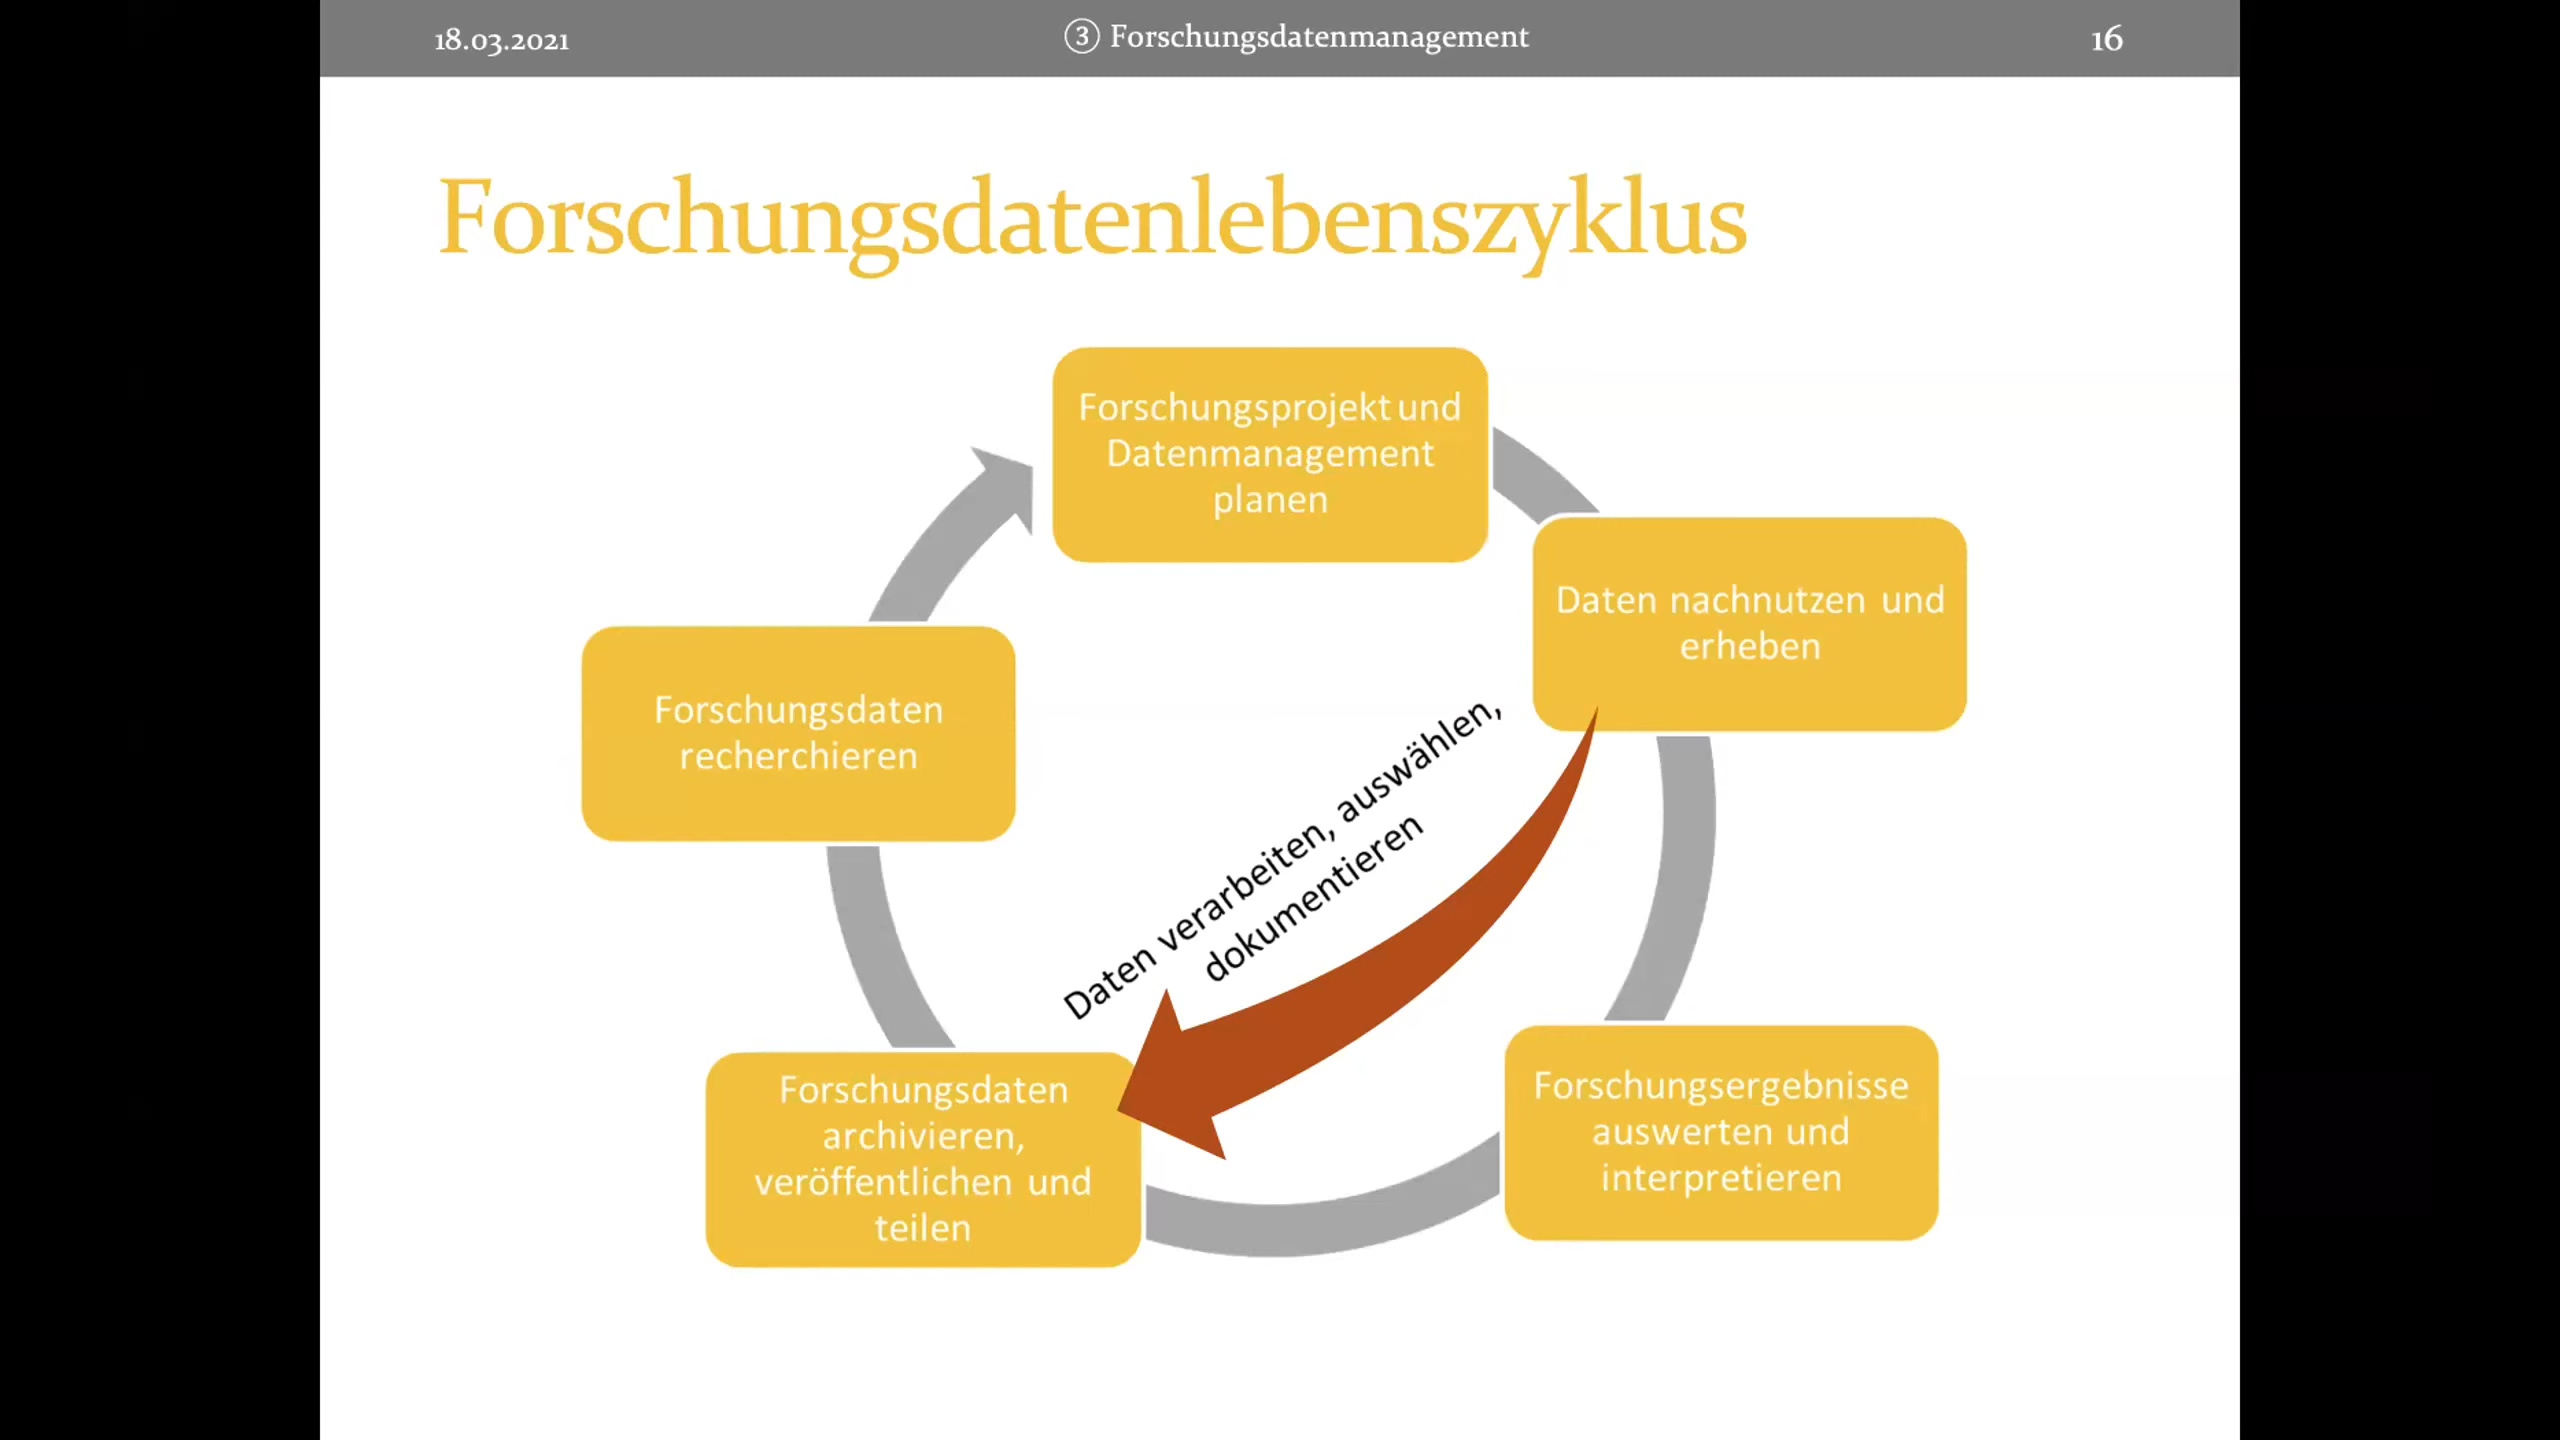 18.03.2021
③ Forschungsdatenmanagement
16
Forschungsdatenlebenszyklus
Forschungsprojekt und
Datenmanagement
planen
Daten nachnutzen und
erheben
Forschungsergebnisse
auswerten und
interpretieren
Forschungsdaten
archivieren,
veröffentlichen und
teilen
Forschungsdaten
recherchieren
Daten verarbeiten, auswählen,
dokumentieren